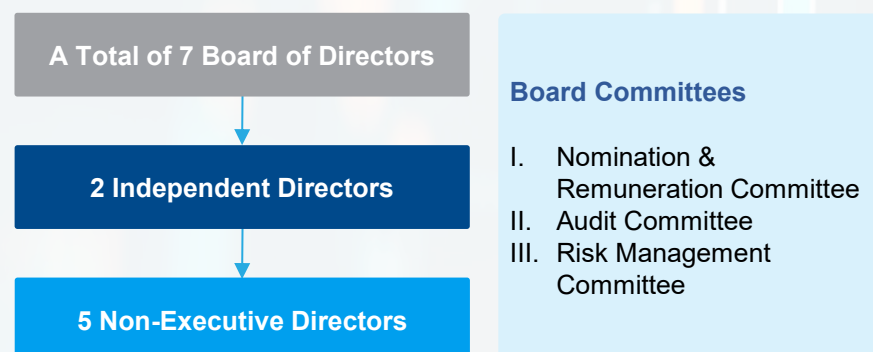 A Total of 7 Board of Directors
2 Independent Directors
5 Non-Executive Directors
Board Committees
I. Nomination &
Remuneration Committee
II. Audit Committee
III. Risk Management
Committee